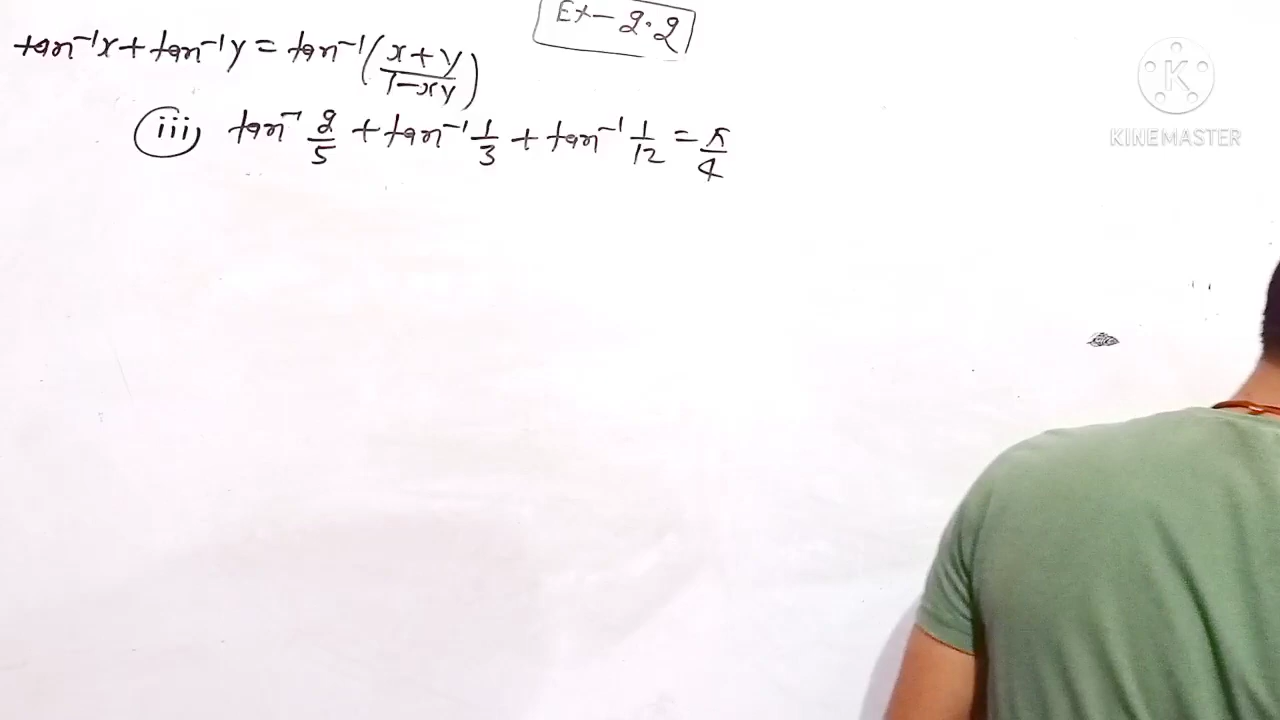 Ex- 2.2
tan⁻¹x + tan⁻¹y = tan⁻¹(x+y/1-xy)
iii) tan⁻¹ 2/5 + tan⁻¹ 1/3 + tan⁻¹ 1/12 = π/4
K
KINEMASTER